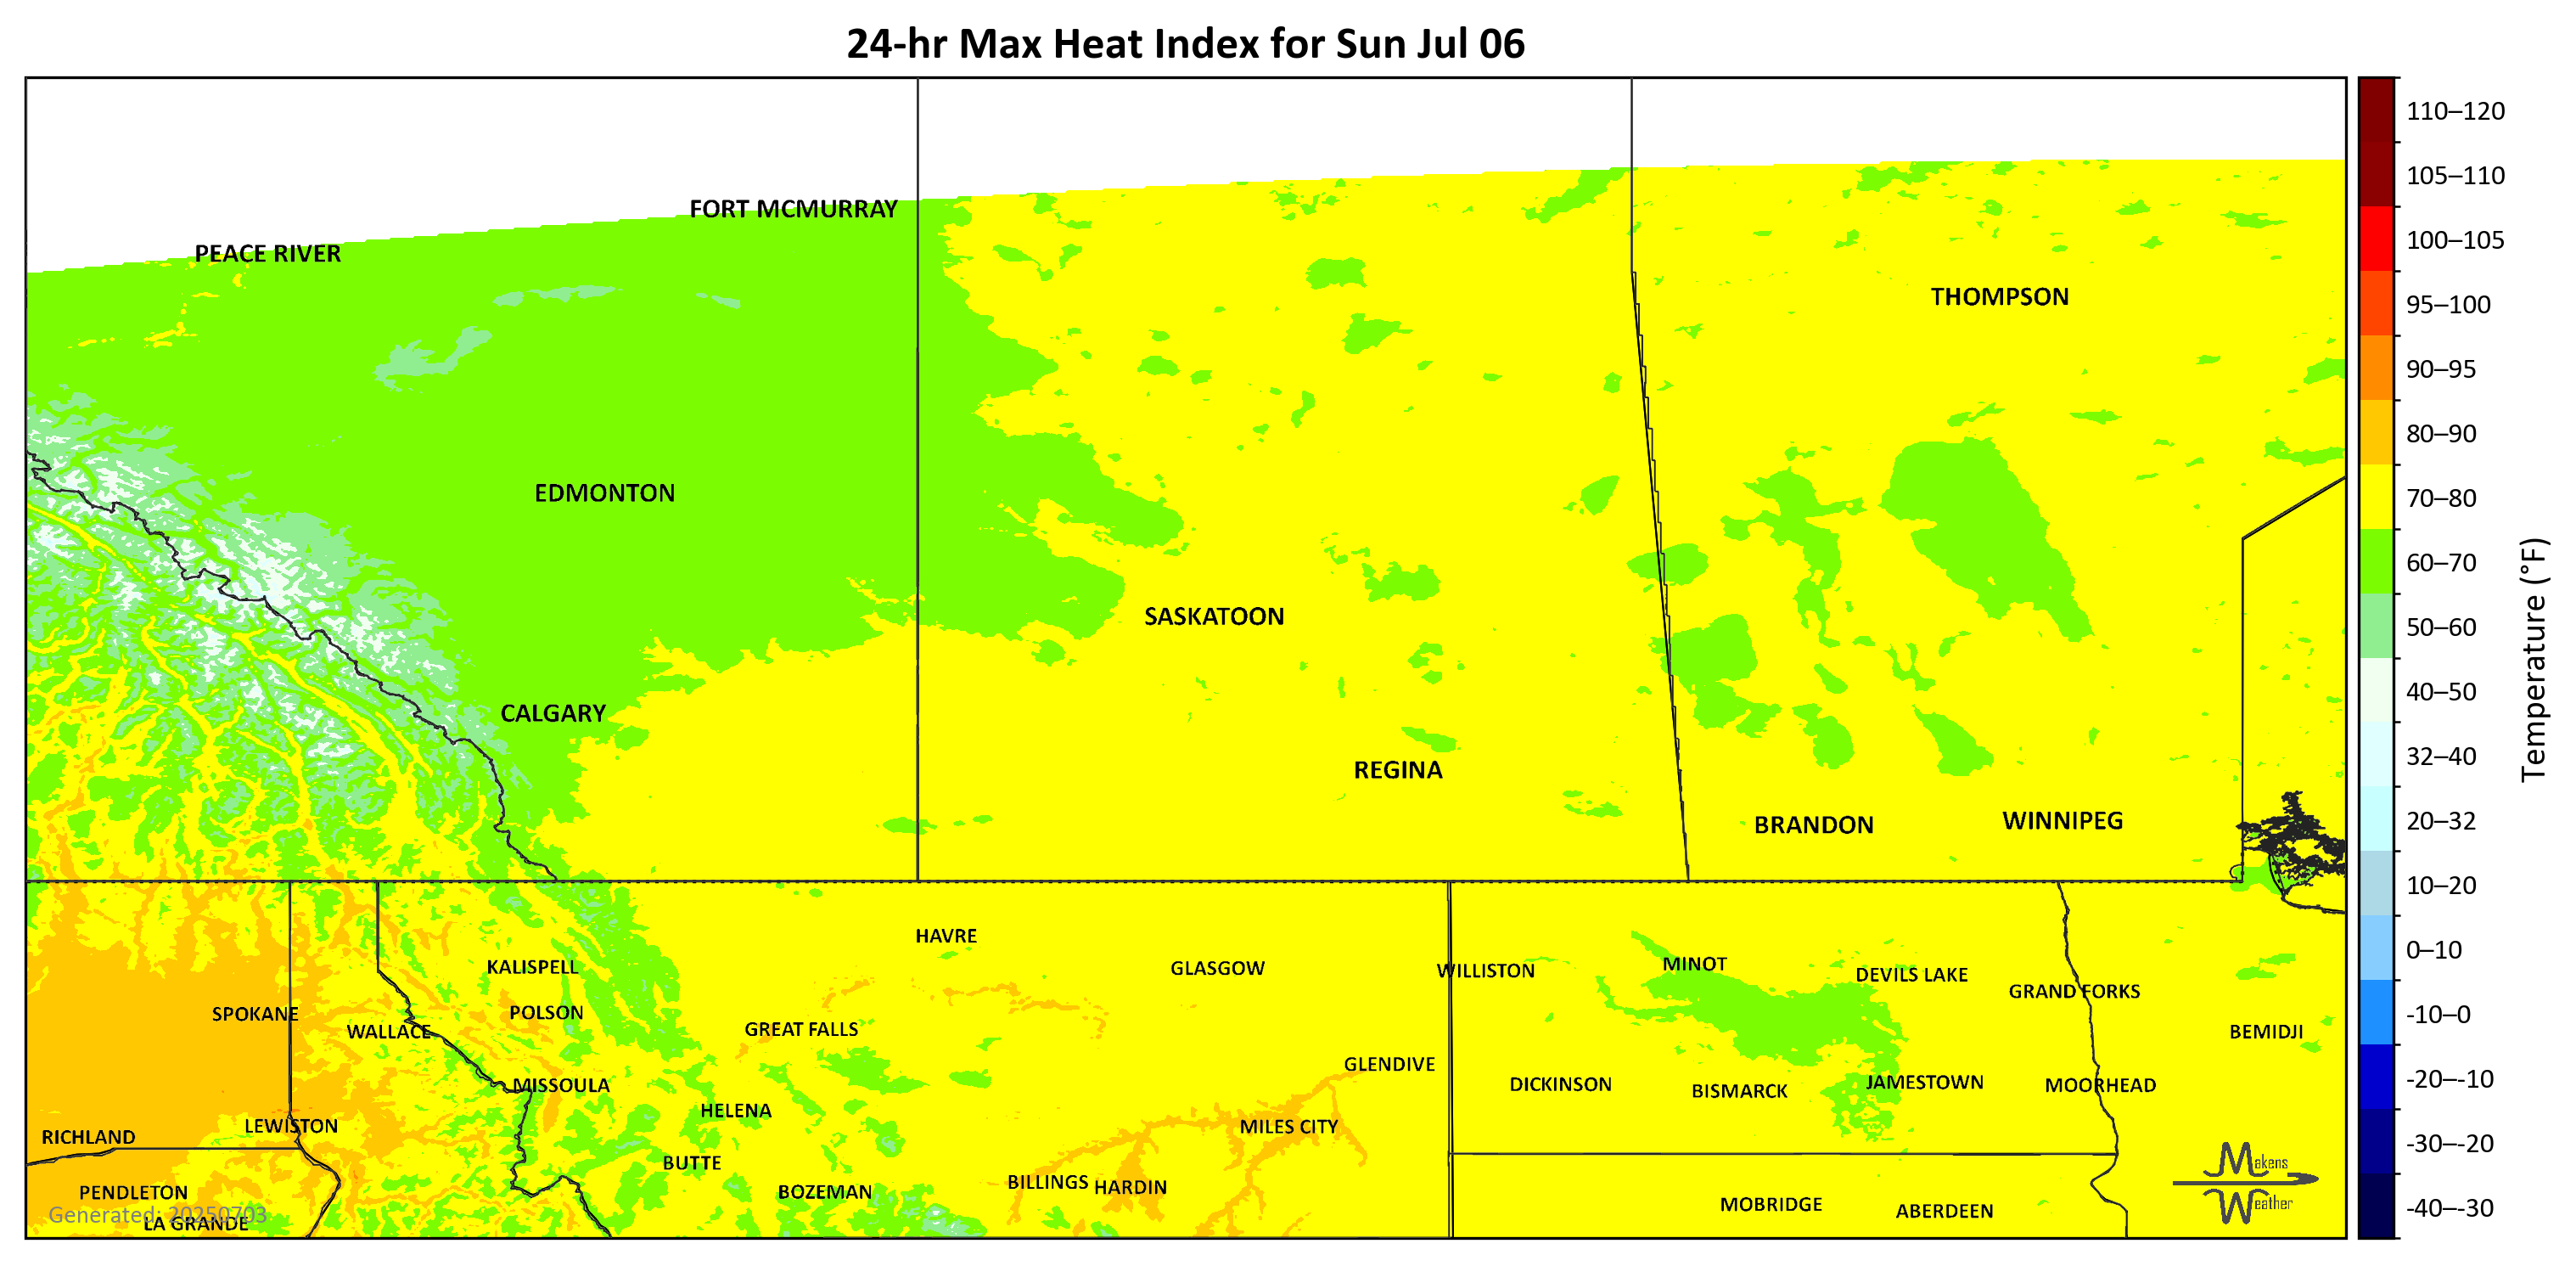 24-hr Max Heat Index for Sun Jul 06
110–120
105–110
100–105
95–100
90–95
80–90
70–80
60–70
50–60
40–50
32–40
20–32
10–20
0–10
-10–0
-20–-10
-30–-20
-40–-30
Temperature (°F)
FORT MCMURRAY
PEACE RIVER
THOMPSON
EDMONTON
SASKATOON
CALGARY
REGINA
BRANDON
WINNIPEG
HAVRE
KALISPELL
GLASGOW
WILLISTON
MINOT
DEVILS LAKE
GRAND FORKS
SPOKANE
POLSON
WALLACE
GREAT FALLS
BEMIDJI
GLENDIVE
MISSOULA
DICKINSON
BISMARCK
JAMESTOWN
MOORHEAD
HELENA
LEWISTON
MILES CITY
RICHLAND
BUTTE
BILLINGS
HARDIN
BOZEMAN
PENDLETON
MOBRIDGE
ABERDEEN
LA GRANDE
Generated: 20250703
Makens
Weather